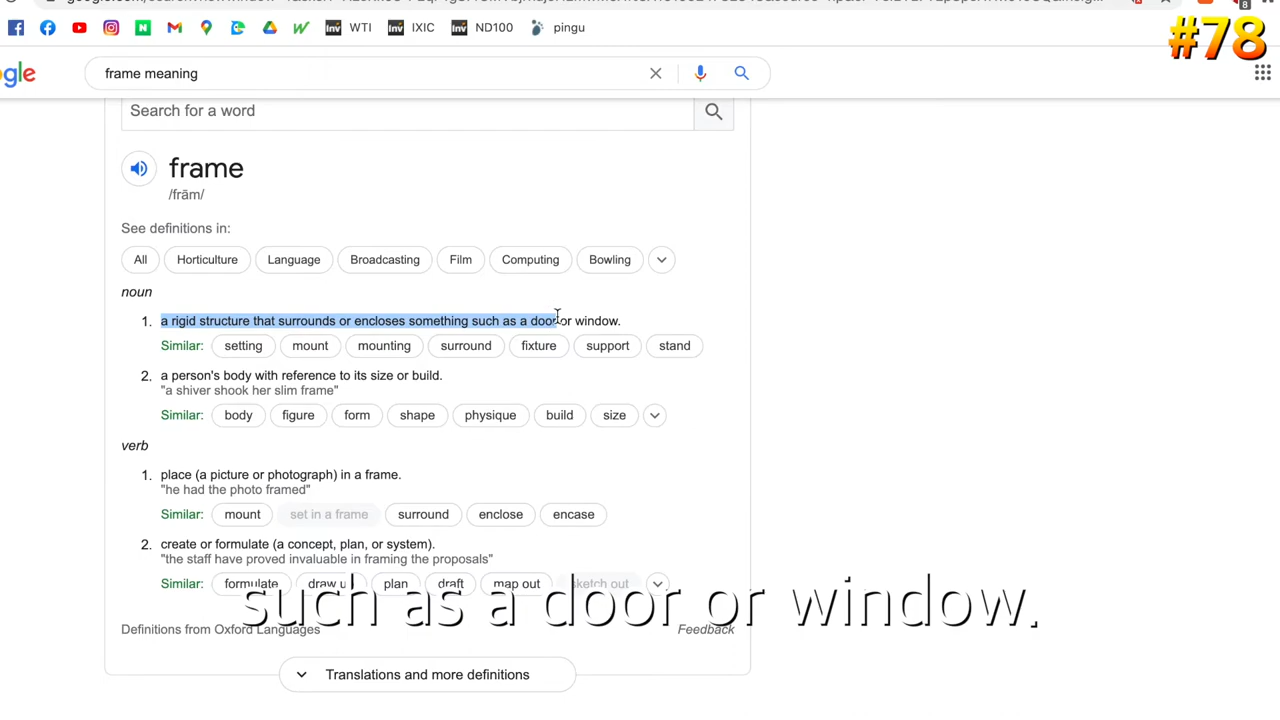 #78
WTI
IXIC
ND100
pingu
gle
frame meaning
Search for a word
frame
/frām/
See definitions in:
All Horticulture Language Broadcasting Film Computing Bowling
noun
1. a rigid structure that surrounds or encloses something such as a door or window.
Similar: setting mount mounting surround fixture support stand
2. a person's body with reference to its size or build.
"a shiver shook her slim frame"
Similar: body figure form shape physique build size
verb
1. place (a picture or photograph) in a frame.
"he had the photo framed"
Similar: mount set in a frame surround enclose encase
2. create or formulate (a concept, plan, or system).
"the staff have proved invaluable in framing the proposals"
Similar: formulate draw u plan draft map out sketch out
such as a door or window.
Definitions from Oxford Languages Feedback
Translations and more definitions